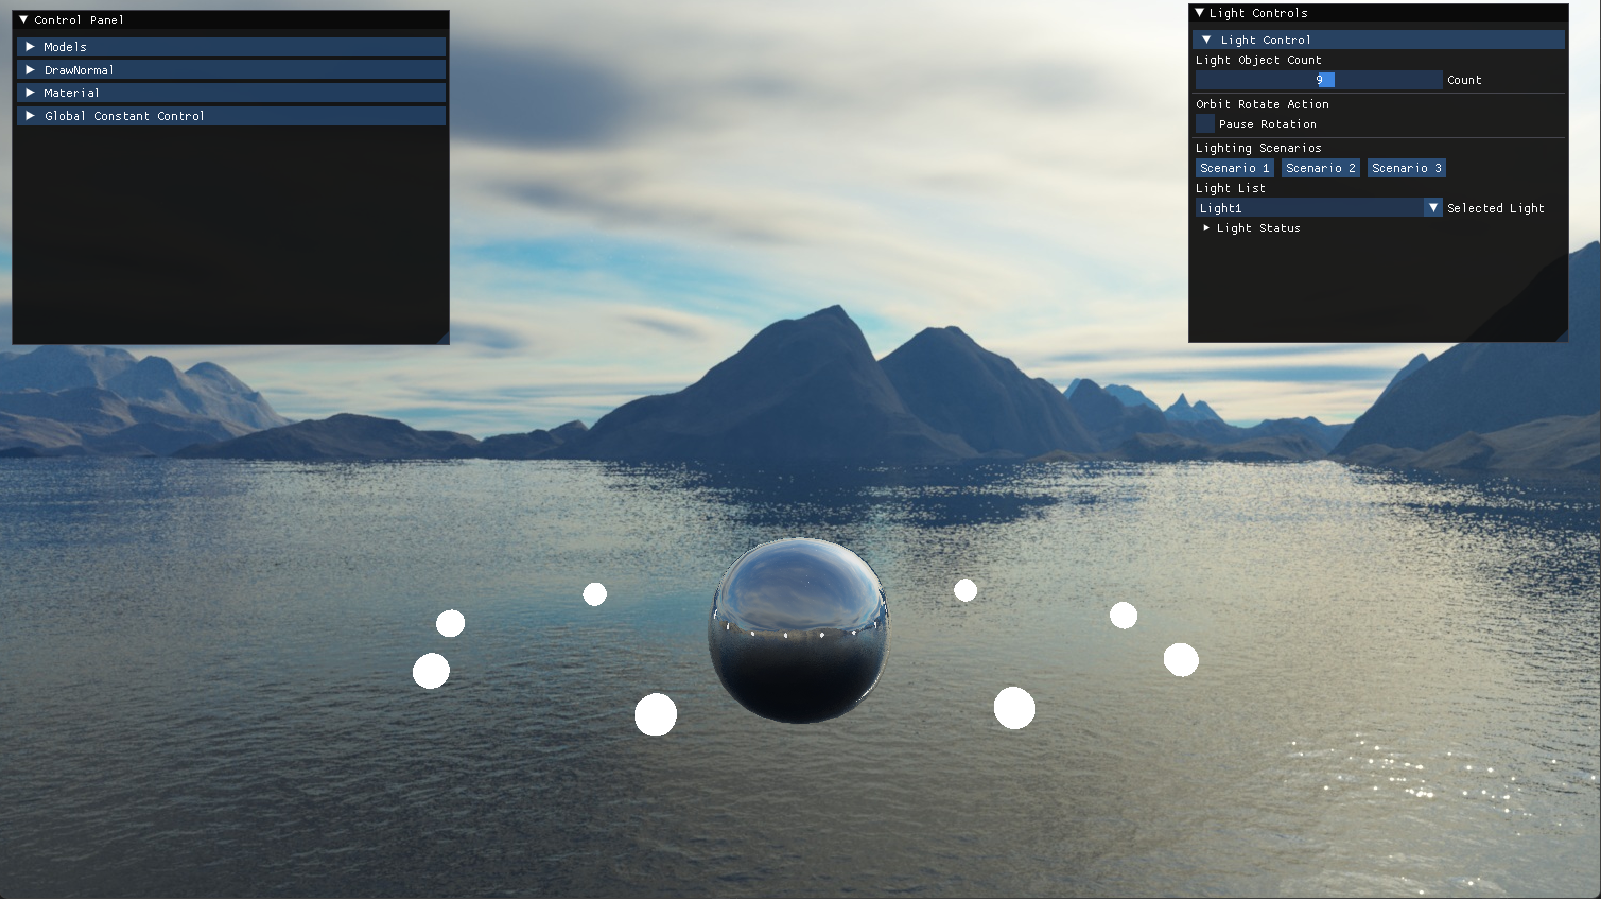 Control Panel
Models
DrawNormal
Material
Global Constant Control
Light Controls
Light Control
Light Object Count
9 Count
Orbit Rotate Action
Pause Rotation
Lighting Scenarios
Scenario 1 Scenario 2 Scenario 3
Light List
Light1 Selected Light
Light Status